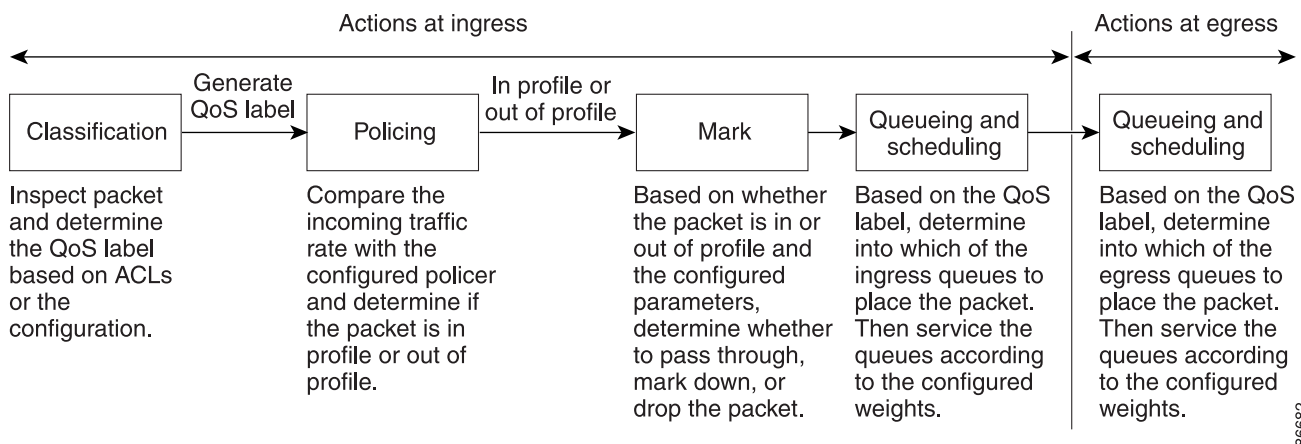 Actions at ingress
Actions at egress
Generate
QoS label
In profile or
out of profile
Classification
Policing
Mark
Queueing and
scheduling
Queueing and
scheduling
Inspect packet
and determine
the QoS label
based on ACLs
or the
configuration.
Compare the
incoming traffic
rate with the
configured policer
and determine if
the packet is in
profile or out of
profile.
Based on whether
the packet is in or
out of profile and
the configured
parameters,
determine whether
to pass through,
mark down, or
drop the packet.
Based on the QoS
label, determine
into which of the
ingress queues to
place the packet.
Then service the
queues according
to the configured
weights.
Based on the QoS
label, determine
into which of the
egress queues to
place the packet.
Then service the
queues according
to the configured
weights.